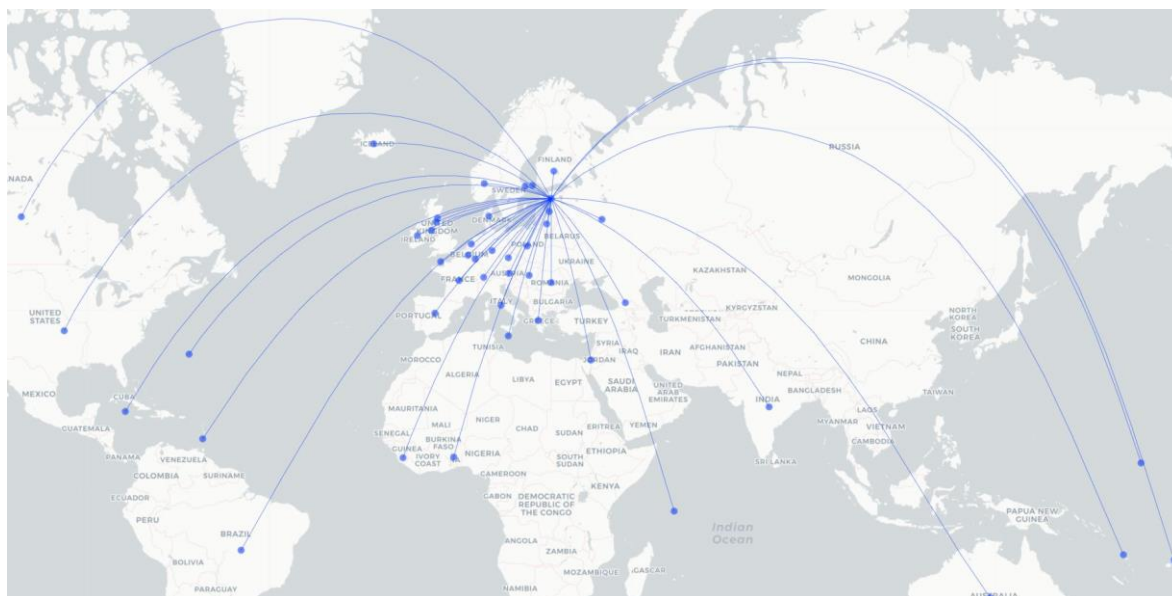 ICELAND
FINLAND
RUSSIA
ANADA
SWEDEN
DENMARK
UNITED
KINGDOM
IRELAND
BELARUS
POLAND
BELGIUM
UKRAINE
KAZAKHSTAN
MONGOLIA
FRANCE
AUSTRIA
ROMANIA
UNITED
STATES
PORTUGAL
ITALY
BULGARIA
GREECE
TURKEY
KYRGYZSTAN
TURKMENISTAN
NORTH
KOREA
SOUTH
KOREA
TUNISIA
SYRIA
IRAQ
IRAN
AFGHANISTAN
CHINA
MOROCCO
JORDAN
PAKISTAN
ALGERIA
LIBYA
EGYPT
SAUDI
ARABIA
UNITED
ARAB
EMIRATES
NEPAL
BANGLADESH
TAIWAN
MEXICO
CUBA
INDIA
MYANMAR
LAOS
VIETNAM
CAMBODIA
GUATEMALA
MAURITANIA
MALI
NIGER
CHAD
SUDAN
ERITREA
YEMEN
SENEGAL
GUINEA
BURKINA
FASO
IVORY
COAST
NIGERIA
SOUTH
SUDAN
ETHIOPIA
SRI LANKA
PANAMA
VENEZUELA
COLOMBIA
SURINAME
CAMEROON
ECUADOR
GABON
DEMOCRATIC
REPUBLIC OF
THE CONGO
KENYA
PERU
BRAZIL
Indian
Ocean
PAPUA NEW
GUINEA
ANGOLA
ZAMBIA
BOLIVIA
MOZAMBIQUE
AGASCAR
PARAGUAY
NAMIBIA
AUSTRALIA